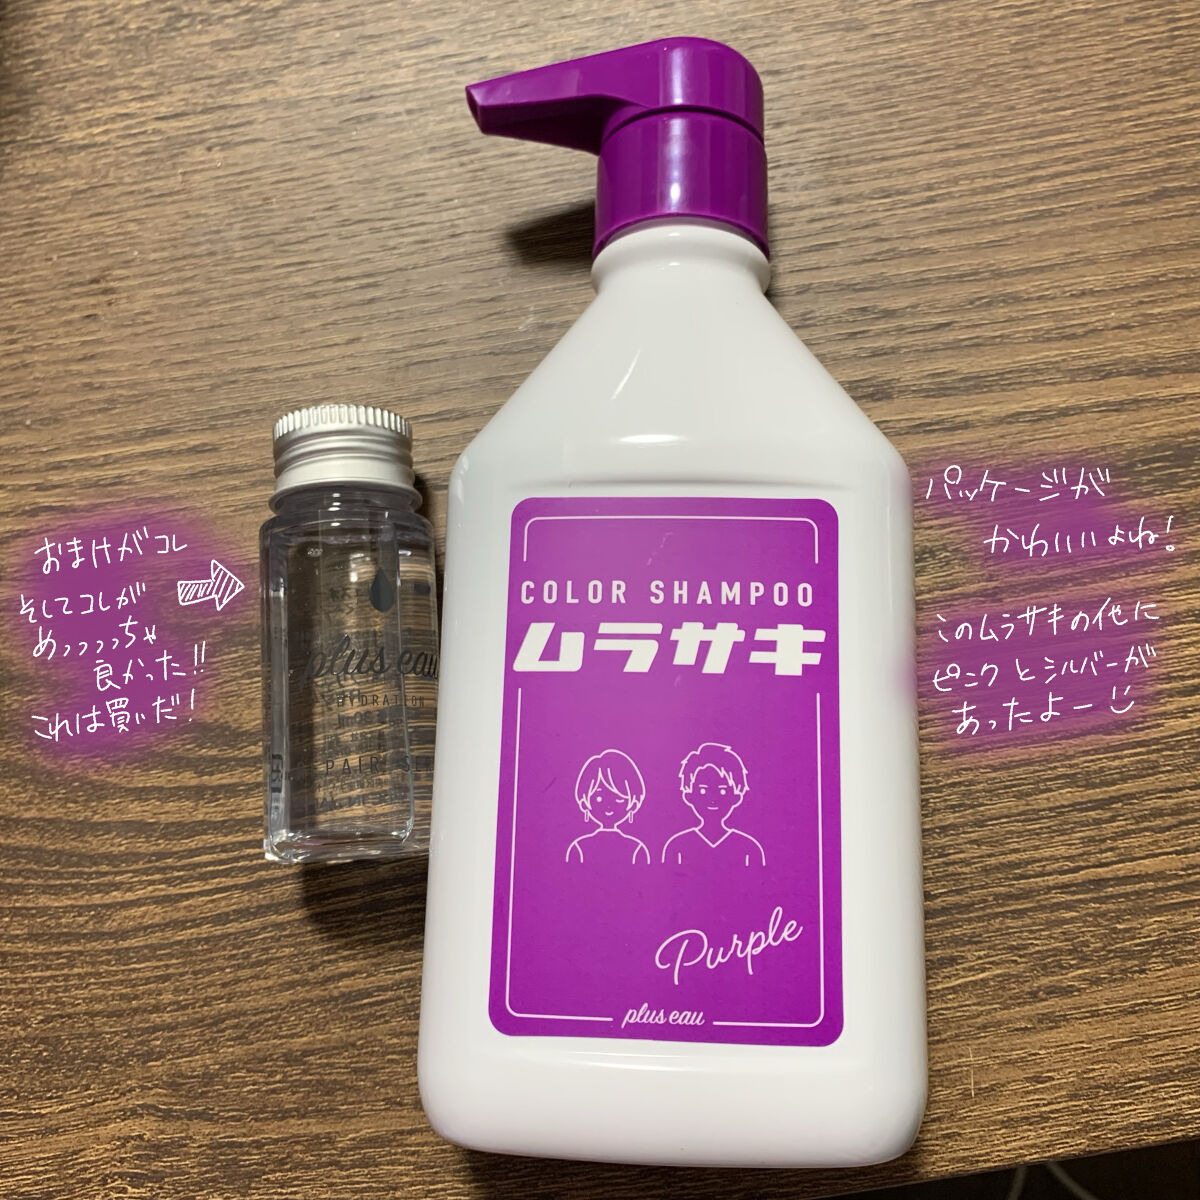 おまけがコレ
そしてコレが
めっっっっちゃ
良かった!!
これは買いだ!
plus eau
HYDRATION
COLOR SHAMPOO
ムラサキ
Purple
plus eau
パッケージが
かわいいよね!
このムラサキの他に
ピンクとシルバーが
あったよー